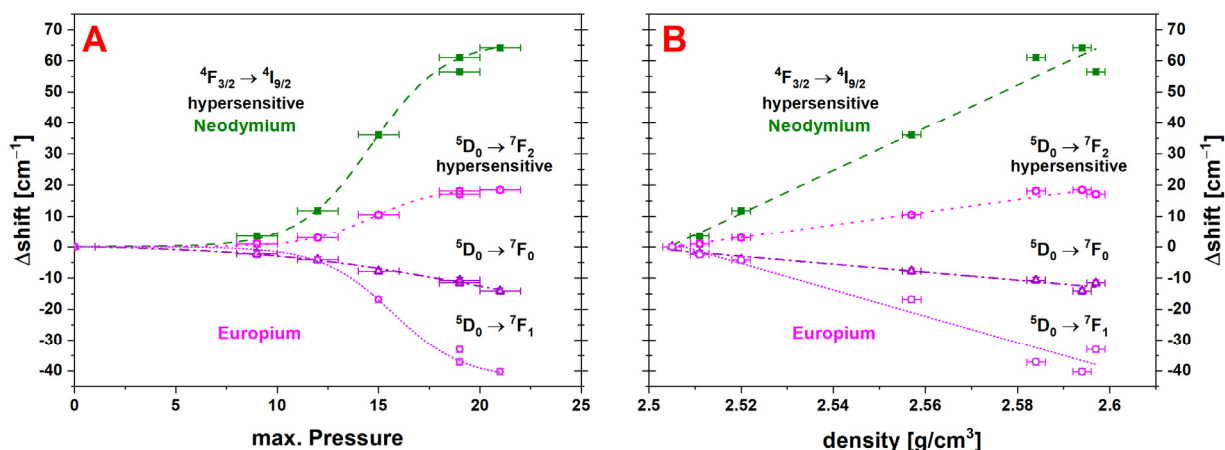 A
Δshift [cm⁻¹]
70
60
50
40
30
20
10
0
-10
-20
-30
-40
⁴F₃/₂ → ⁴I₉/₂
hypersensitive
Neodymium
⁵D₀ → ⁷F₂
hypersensitive
⁵D₀ → ⁷F₀
⁵D₀ → ⁷F₁
Europium
0 5 10 15 20 25
max. Pressure
B
⁴F₃/₂ → ⁴I₉/₂
hypersensitive
Neodymium
⁵D₀ → ⁷F₂
hypersensitive
⁵D₀ → ⁷F₀
⁵D₀ → ⁷F₁
Europium
2.5 2.52 2.54 2.56 2.58 2.6
density [g/cm³]
70
60
50
40
30
20
10
0
-10
-20
-30
-40
Δshift [cm⁻¹]